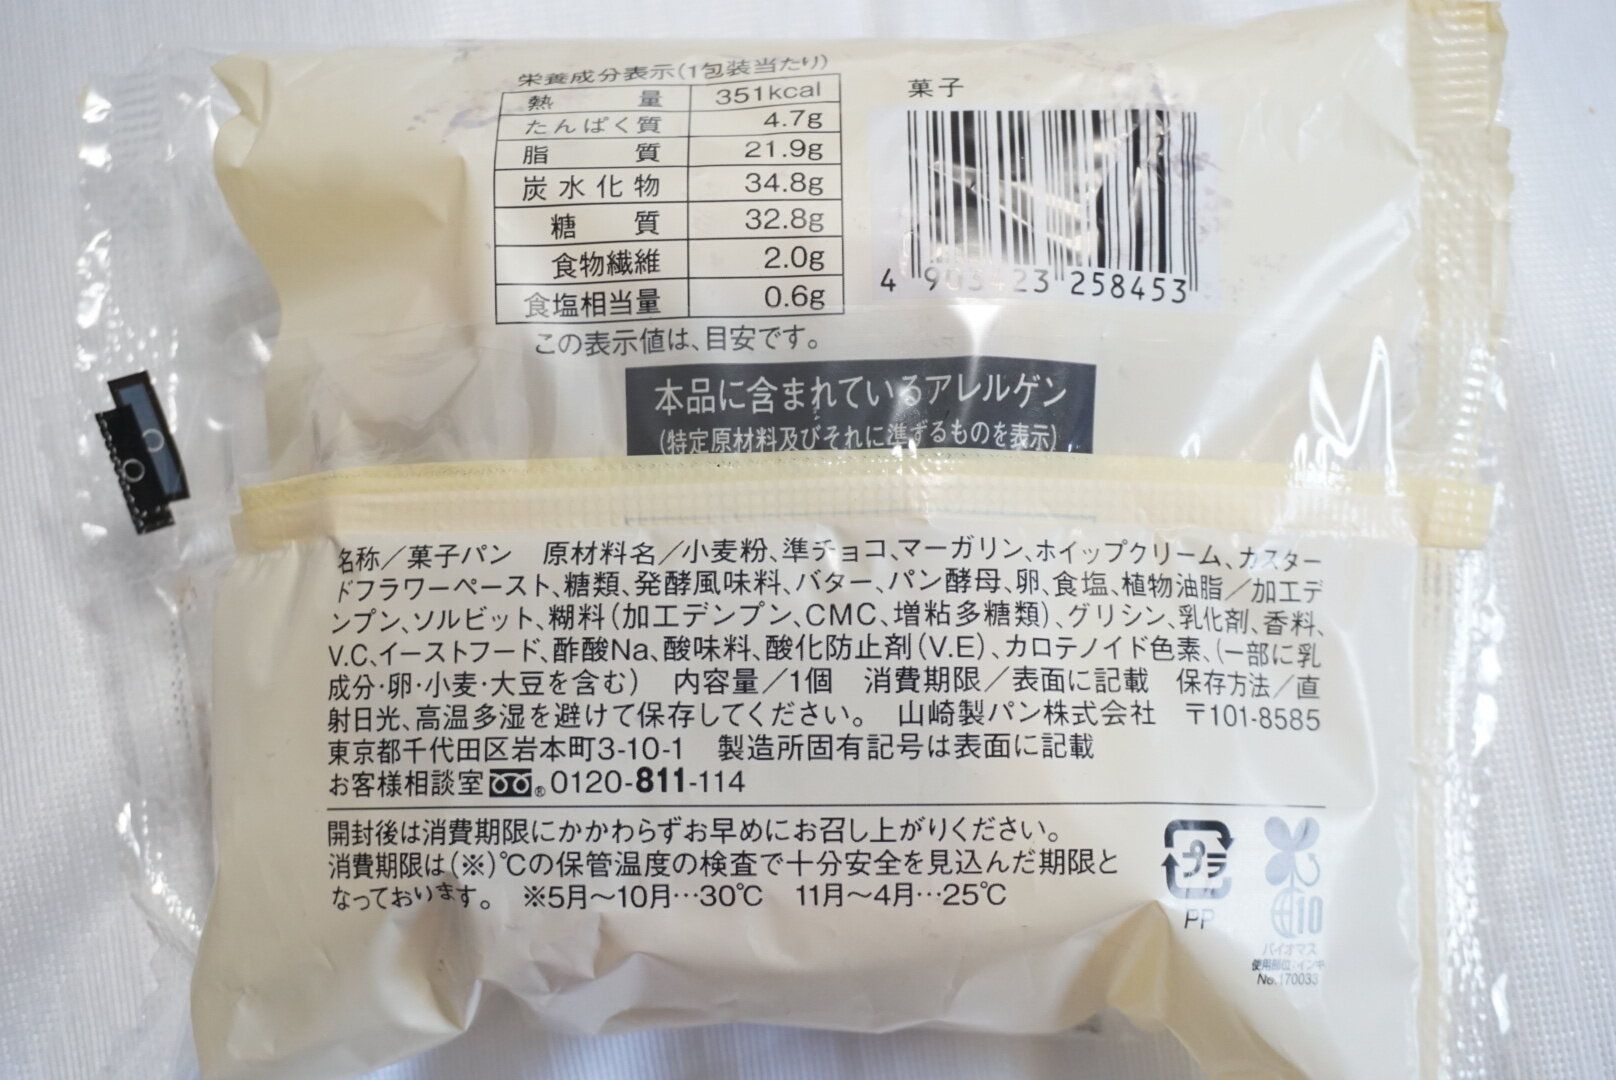 栄養成分表示(1包装当たり)
熱量 351kcal
たんぱく質 4.7g
脂質 21.9g
炭水化物 34.8g
糖質 32.8g
食物繊維 2.0g
食塩相当量 0.6g
この表示値は、目安です。
菓子
4 903423 258453
本品に含まれているアレルゲン
(特定原材料及びそれに準ずるものを表示)
名称/菓子パン 原材料名/小麦粉、準チョコ、マーガリン、ホイップクリーム、カスター
ドフラワーペースト、糖類、発酵風味料、バター、パン酵母、卵、食塩、植物油脂/加工デ
ンプン、ソルビット、糊料(加工デンプン、CMC、増粘多糖類)、グリシン、乳化剤、香料、
V.C、イーストフード、酢酸Na、酸味料、酸化防止剤(V.E)、カロテノイド色素、(一部に乳
成分・卵・小麦・大豆を含む) 内容量/1個 消費期限/表面に記載 保存方法/直
射日光、高温多湿を避けて保存してください。 山崎製パン株式会社 〒101-8585
東京都千代田区岩本町3-10-1 製造所固有記号は表面に記載
お客様相談室 ® 0120-811-114
開封後は消費期限にかかわらずお早めにお召し上がりください。
消費期限は(※)℃の保管温度の検査で十分安全を見込んだ期限と
なっております。 ※5月〜10月…30℃ 11月〜4月…25℃
プラ
PP
10
バイオマス
使用部位:インキ
No.170033